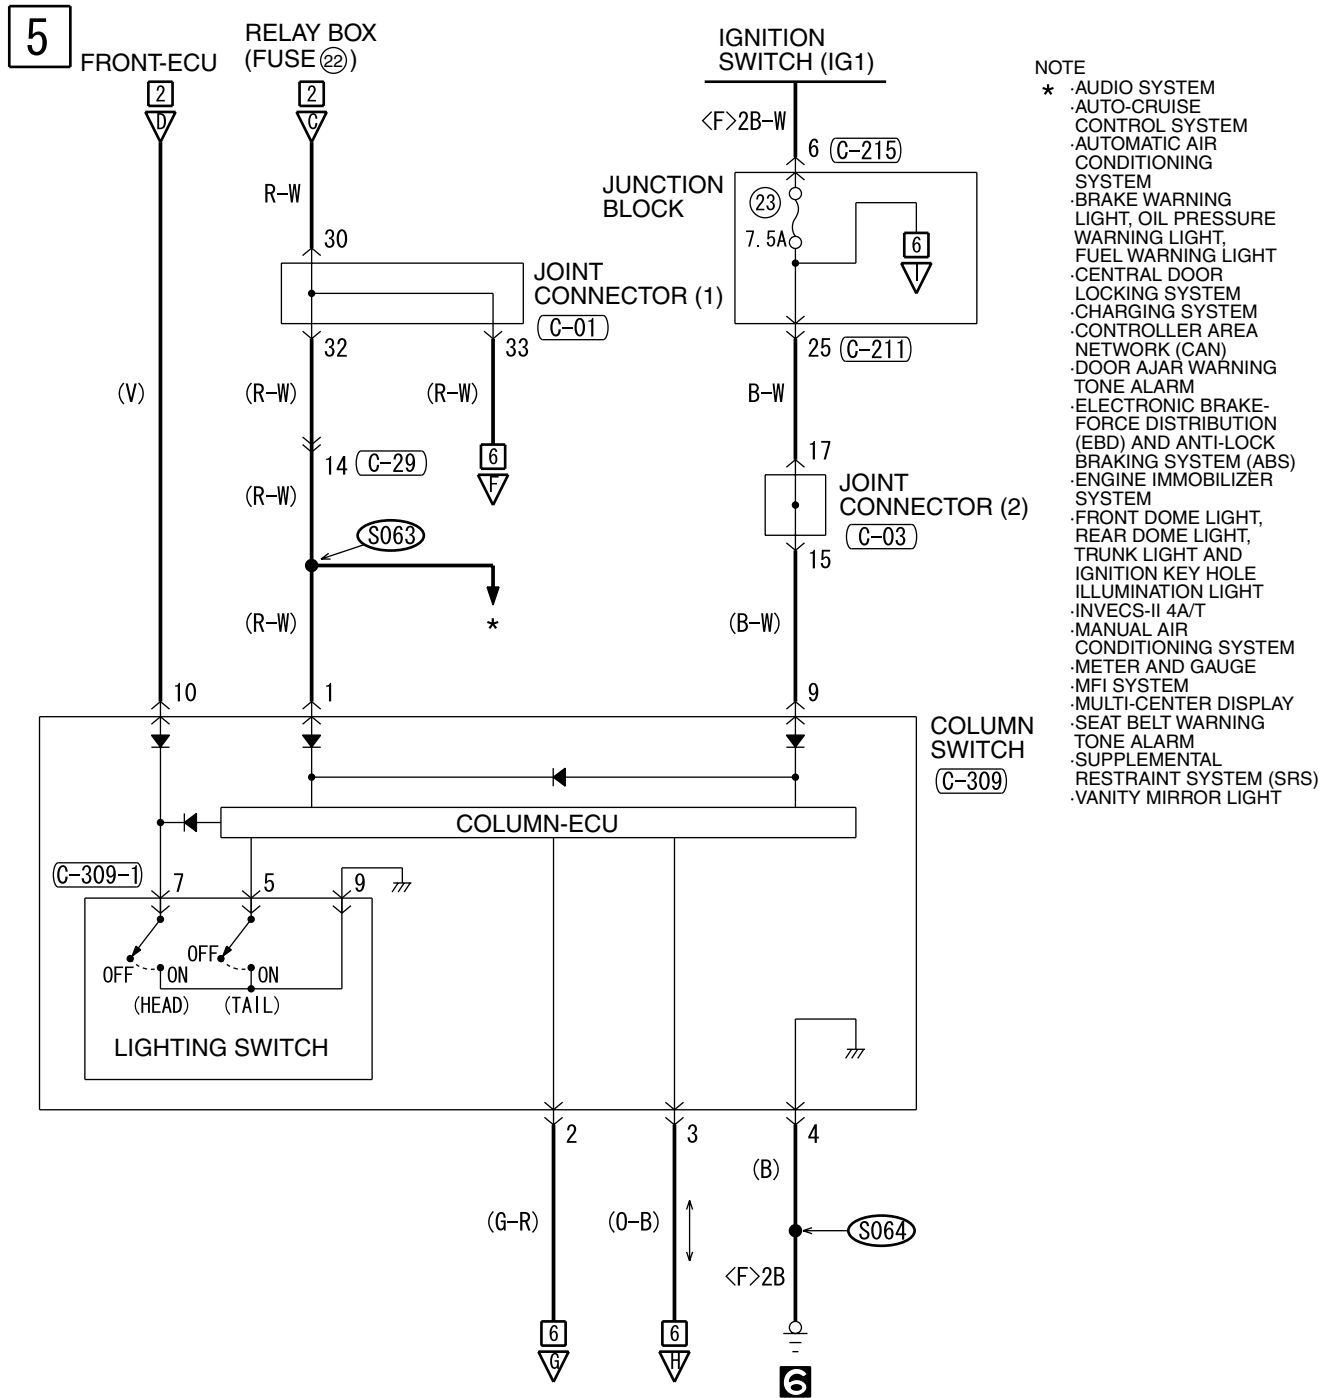 5
FRONT-ECU
RELAY BOX
(FUSE 22)
IGNITION
SWITCH (IG1)
2
D
2
C
<F>2B-W
6 C-215
R-W
JUNCTION
BLOCK
23
7.5A
6
I
30
JOINT
CONNECTOR (1)
C-01
32
33
25 C-211
(V)
(R-W)
(R-W)
B-W
14 C-29
6
F
17
(R-W)
JOINT
CONNECTOR (2)
C-03
S063
15
*
(R-W)
(B-W)
10
1
9
COLUMN
SWITCH
C-309
COLUMN-ECU
C-309-1
7
5
9
OFF
ON
OFF
ON
(HEAD)
(TAIL)
LIGHTING SWITCH
2
3
4
(B)
(G-R)
(O-B)
S064
<F>2B
6
G
6
H
6
NOTE
* ·AUDIO SYSTEM
·AUTO-CRUISE
CONTROL SYSTEM
·AUTOMATIC AIR
CONDITIONING
SYSTEM
·BRAKE WARNING
LIGHT, OIL PRESSURE
WARNING LIGHT,
FUEL WARNING LIGHT
·CENTRAL DOOR
LOCKING SYSTEM
·CHARGING SYSTEM
·CONTROLLER AREA
NETWORK (CAN)
·DOOR AJAR WARNING
TONE ALARM
·ELECTRONIC BRAKE-
FORCE DISTRIBUTION
(EBD) AND ANTI-LOCK
BRAKING SYSTEM (ABS)
·ENGINE IMMOBILIZER
SYSTEM
·FRONT DOME LIGHT,
REAR DOME LIGHT,
TRUNK LIGHT AND
IGNITION KEY HOLE
ILLUMINATION LIGHT
·INVECS-II 4A/T
·MANUAL AIR
CONDITIONING SYSTEM
·METER AND GAUGE
·MFI SYSTEM
·MULTI-CENTER DISPLAY
·SEAT BELT WARNING
TONE ALARM
·SUPPLEMENTAL
RESTRAINT SYSTEM (SRS)
·VANITY MIRROR LIGHT